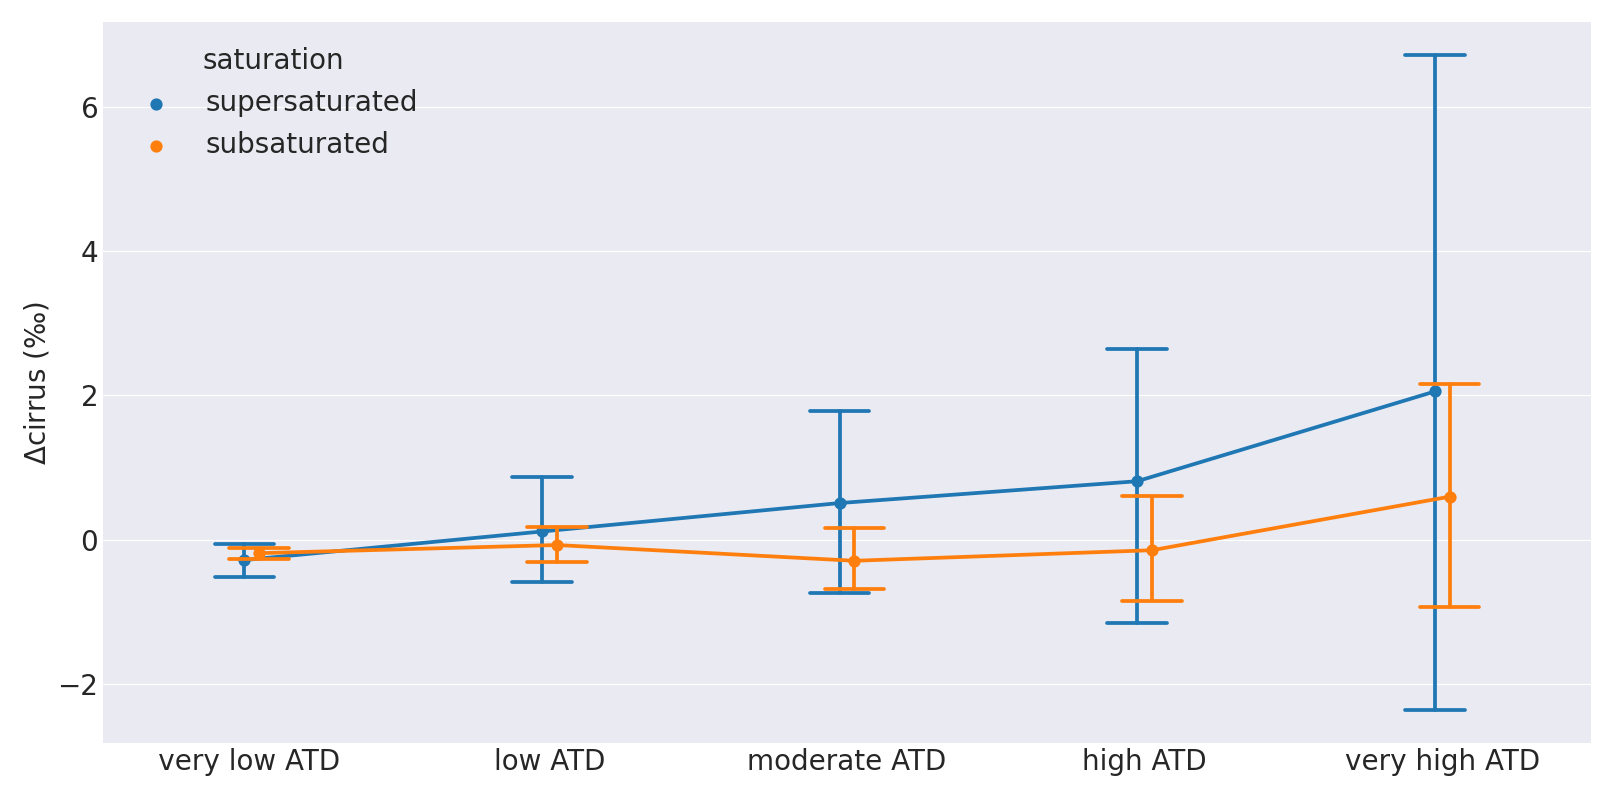 saturation
supersaturated
subsaturated
Δcirrus (‰)
6
4
2
0
−2
very low ATD
low ATD
moderate ATD
high ATD
very high ATD